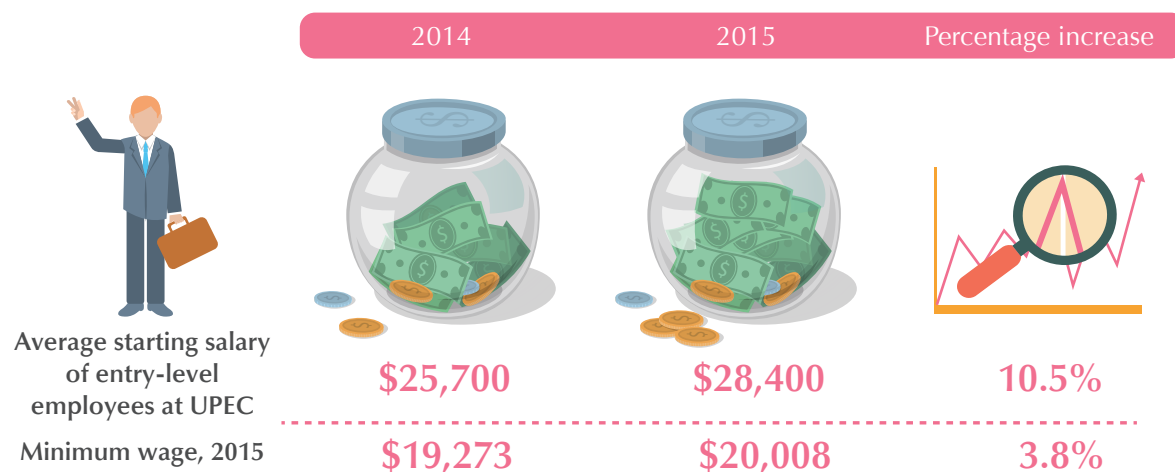 2014 2015 Percentage increase
Average starting salary
of entry-level
employees at UPEC
$25,700 $28,400 10.5%
Minimum wage, 2015 $19,273 $20,008 3.8%